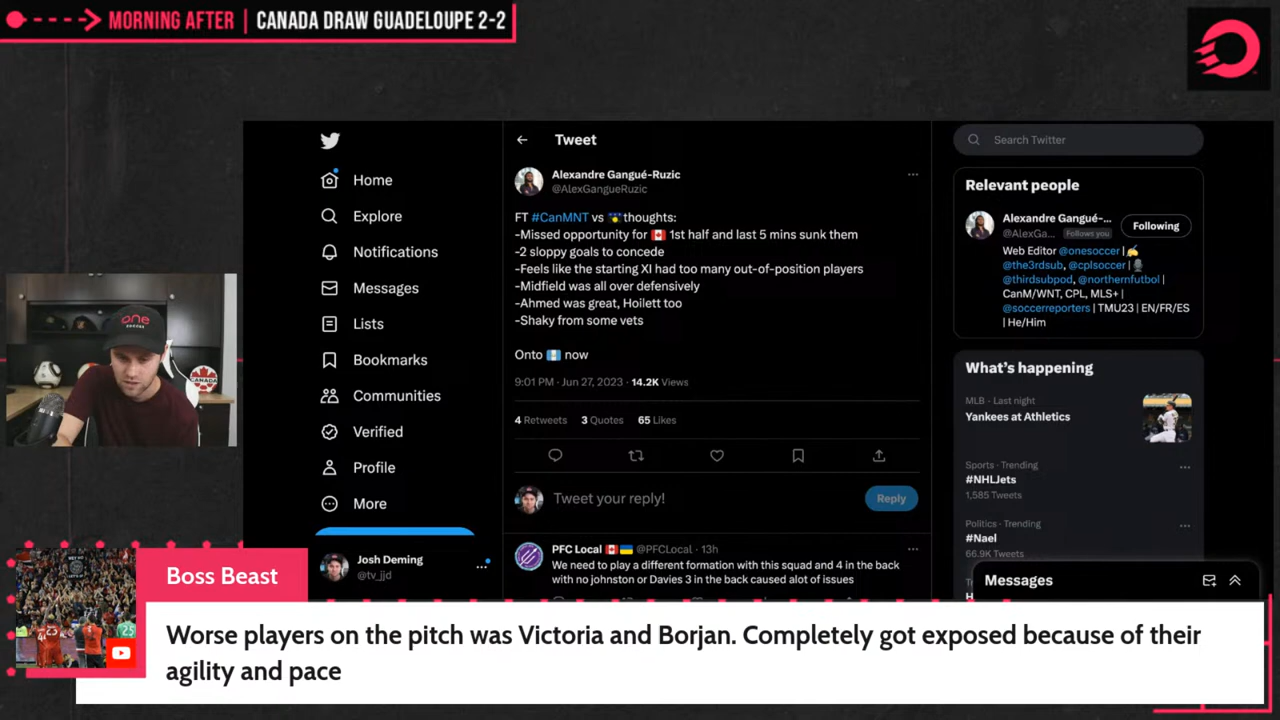 MORNING AFTER | CANADA DRAW GUADELOUPE 2-2
Home
Explore
Notifications
Messages
Lists
Bookmarks
Communities
Verified
Profile
More
Josh Deming
@tv_jjd
Tweet
Alexandre Gangué-Ruzic
@AlexGangueRuzic
FT #CanMNT vs 🇬🇵thoughts:
-Missed opportunity for 🇨🇦 1st half and last 5 mins sunk them
-2 sloppy goals to concede
-Feels like the starting XI had too many out-of-position players
-Midfield was all over defensively
-Ahmed was great, Hoilett too
-Shaky from some vets
Onto 🇬🇹 now
9:01 PM · Jun 27, 2023 · 14.2K Views
4 Retweets 3 Quotes 65 Likes
Tweet your reply!
Reply
PFC Local 🇨🇦🇺🇦 @PFCLocal · 13h
We need to play a different formation with this squad and 4 in the back
with no johnston or Davies 3 in the back caused alot of issues
Search Twitter
Relevant people
Alexandre Gangué-...
@AlexGa... Follows you
Following
Web Editor @onesoccer |✍
@the3rdsub, @cplsoccer |🎙
@thirdsubpod, @northernfutbol |
CanM/WNT, CPL, MLS+ |
@soccerreporters | TMU23 | EN/FR/ES
| He/Him
What's happening
MLB · Last night
Yankees at Athletics
Sports · Trending
#NHLJets
1,585 Tweets
Politics · Trending
#Nael
66.9K Tweets
Messages
one
SOCCER
CANADA
Boss Beast
Worse players on the pitch was Victoria and Borjan. Completely got exposed because of their
agility and pace